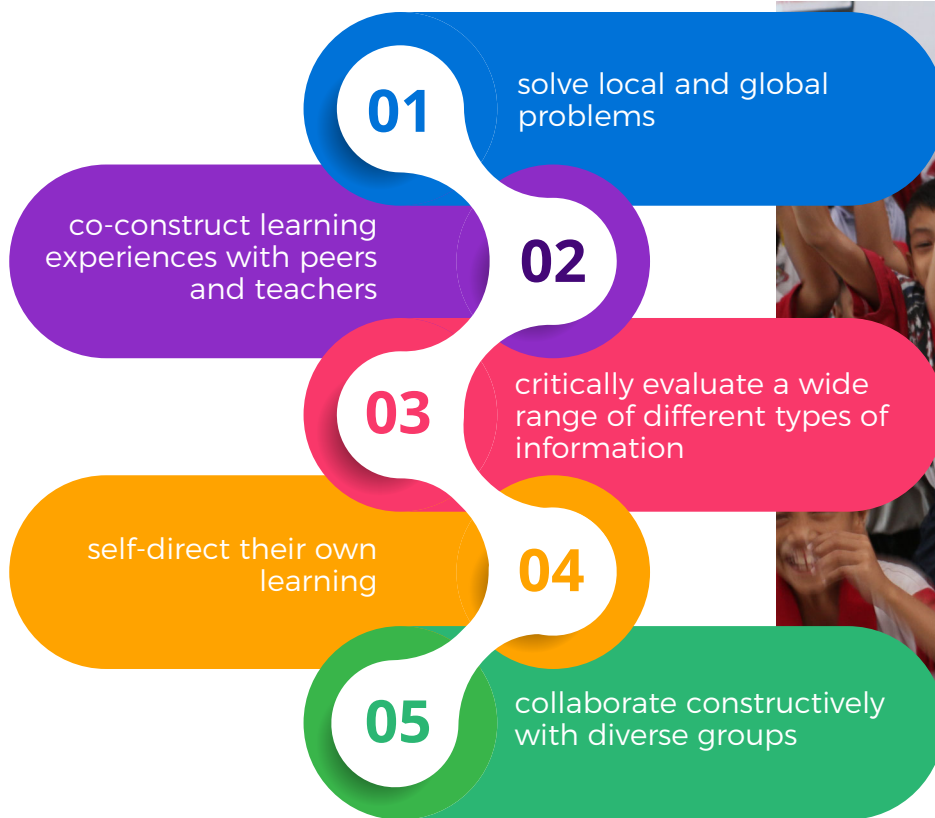 01
solve local and global
problems
co-construct learning
experiences with peers
and teachers
02
03
critically evaluate a wide
range of different types of
information
self-direct their own
learning
04
05
collaborate constructively
with diverse groups